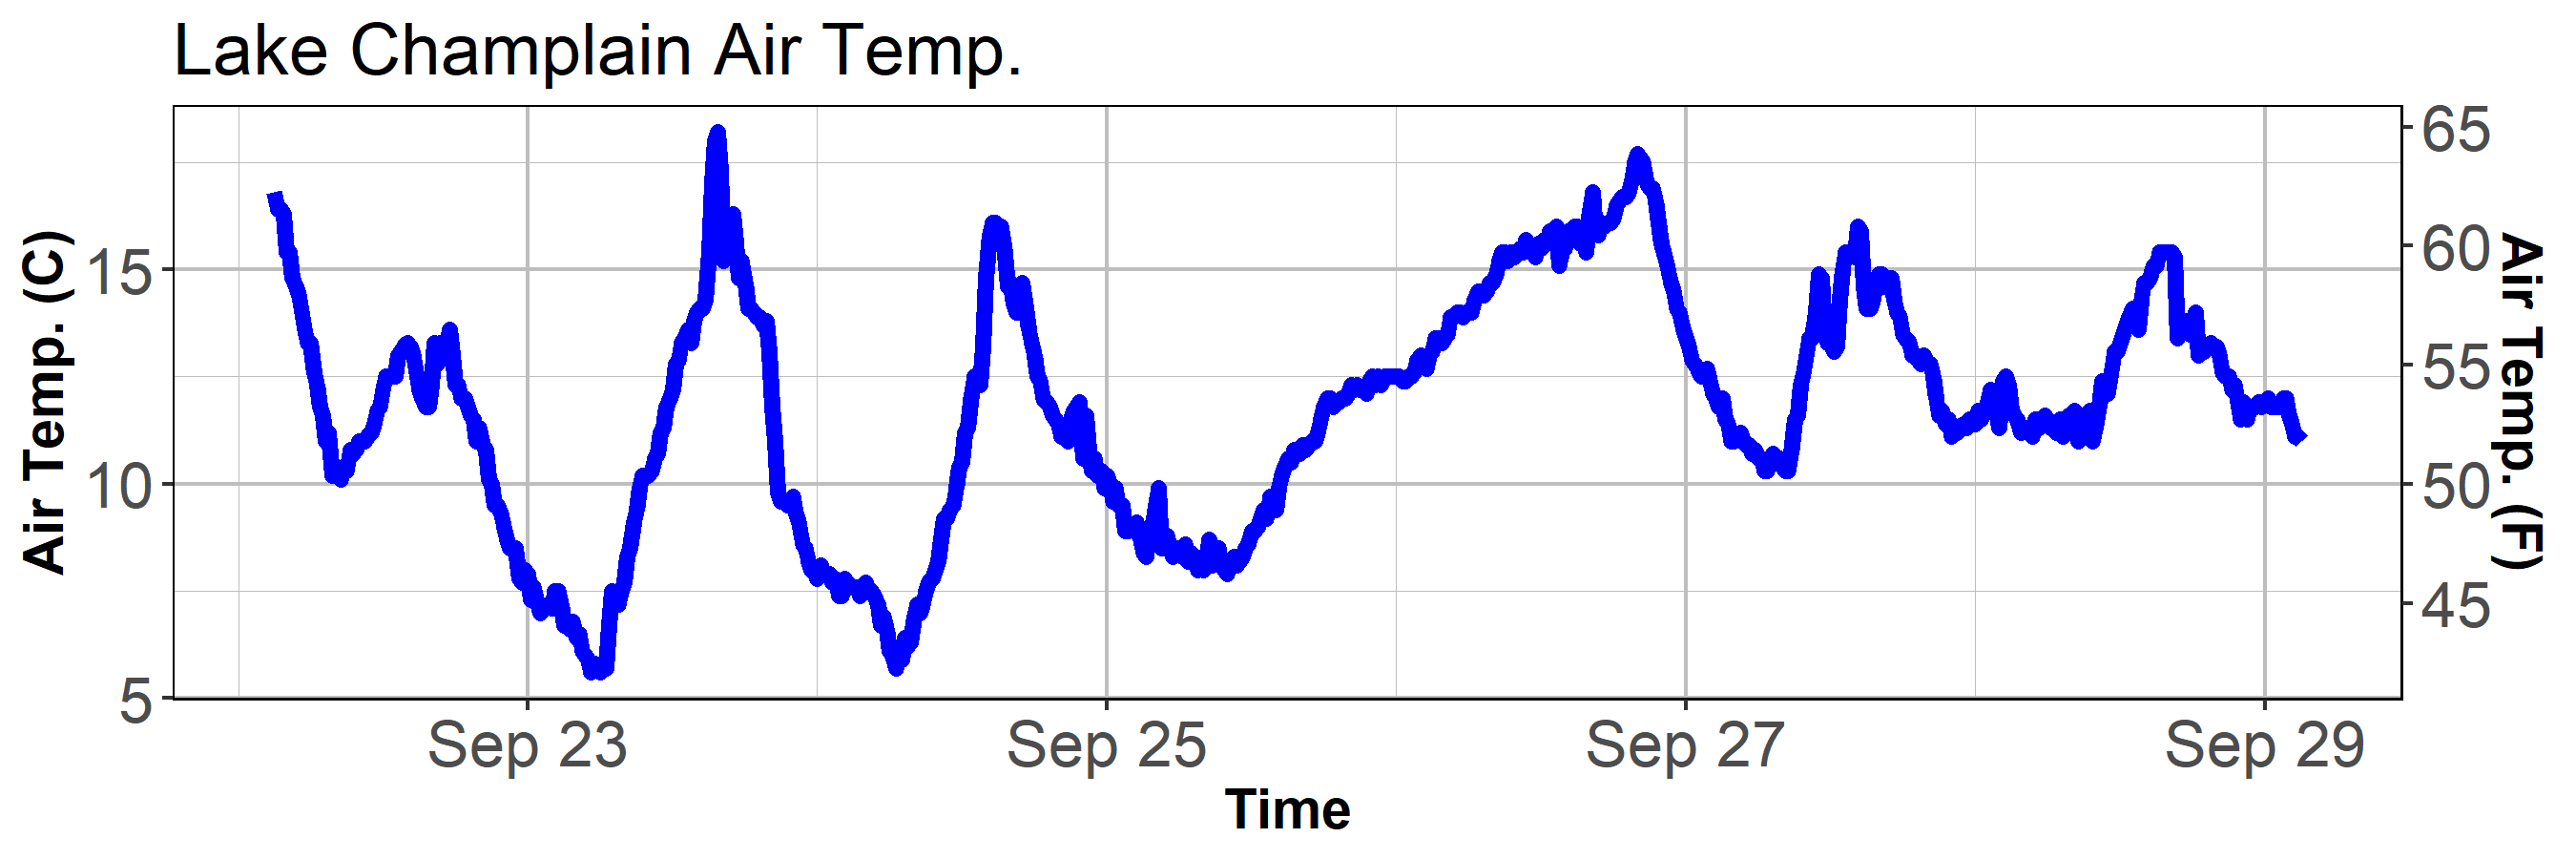 Lake Champlain Air Temp.
Air Temp. (C)
15
10
5
65
60
55
50
45
Air Temp. (F)
Sep 23
Sep 25
Sep 27
Sep 29
Time